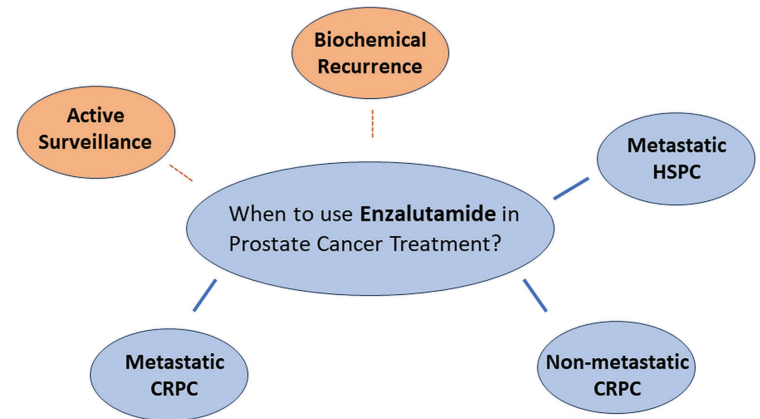 Biochemical
Recurrence
Active
Surveillance
Metastatic
HSPC
When to use Enzalutamide in
Prostate Cancer Treatment?
Metastatic
CRPC
Non-metastatic
CRPC